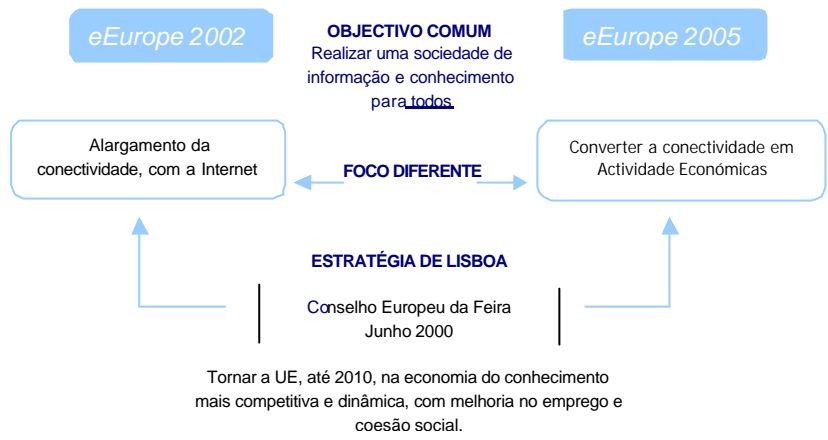 eEurope 2002
OBJECTIVO COMUM
Realizar uma sociedade de
informação e conhecimento
para todos
eEurope 2005
Alargamento da
conectividade, com a Internet
FOCO DIFERENTE
Converter a conectividade em
Actividade Económicas
ESTRATÉGIA DE LISBOA
Conselho Europeu da Feira
Junho 2000
Tornar a UE, até 2010, na economia do conhecimento
mais competitiva e dinâmica, com melhoria no emprego e
coesão social.